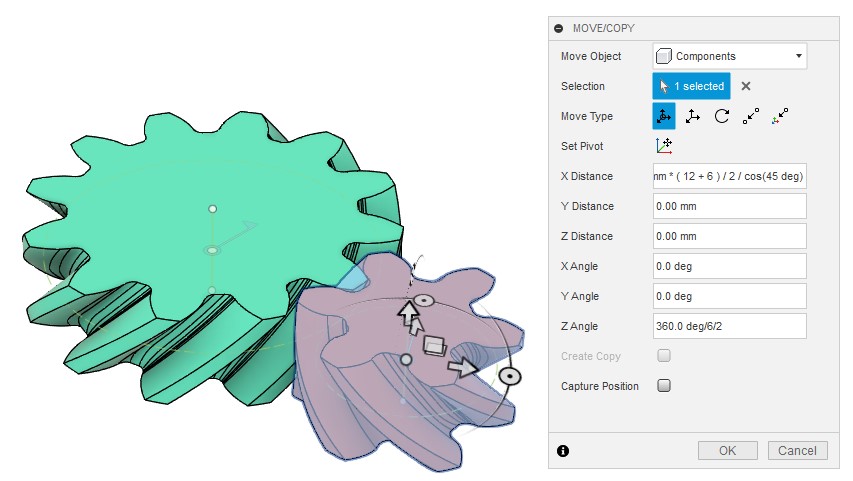 MOVE/COPY
Move Object Components
Selection 1 selected
Move Type
Set Pivot
X Distance nm * ( 12 + 6 ) / 2 / cos(45 deg)
Y Distance 0.00 mm
Z Distance 0.00 mm
X Angle 0.0 deg
Y Angle 0.0 deg
Z Angle 360.0 deg/6/2
Create Copy
Capture Position
OK Cancel